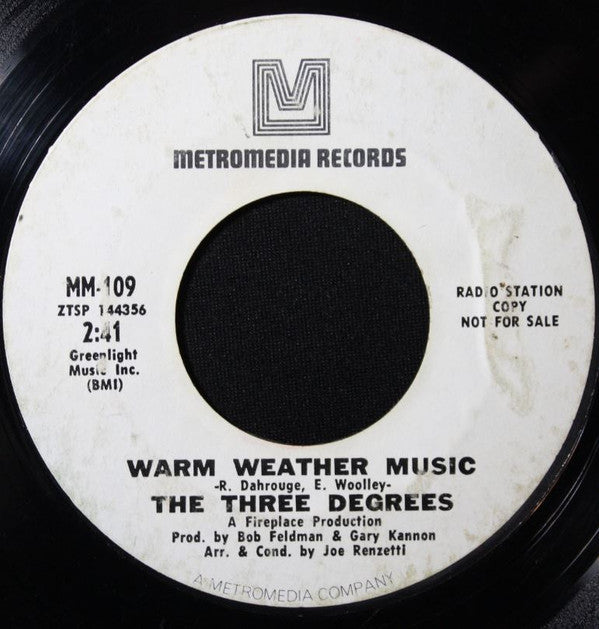 M
METROMEDIA RECORDS
MM-109
ZTSP 144356
2:41
Greenlight
Music Inc.
(BMI)
RADIO STATION
COPY
NOT FOR SALE
WARM WEATHER MUSIC
-R. Dahrouge, E. Woolley-
THE THREE DEGREES
A Fireplace Production
Prod. by Bob Feldman & Gary Kannon
Arr. & Cond. by Joe Renzetti
A METROMEDIA COMPANY